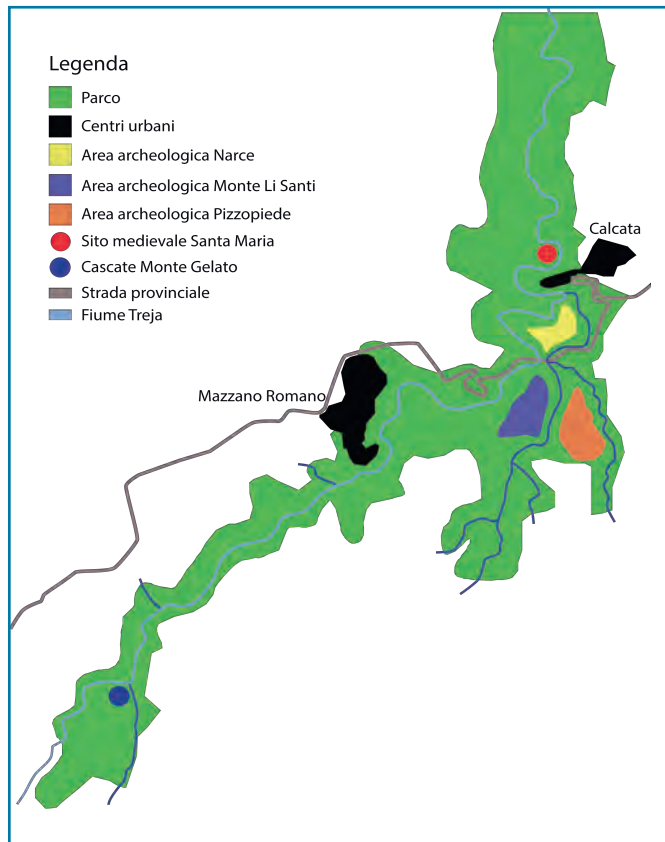 Legenda
Parco
Centri urbani
Area archeologica Narce
Area archeologica Monte Li Santi
Area archeologica Pizzopiede
Sito medievale Santa Maria
Cascate Monte Gelato
Strada provinciale
Fiume Treja
Calcata
Mazzano Romano